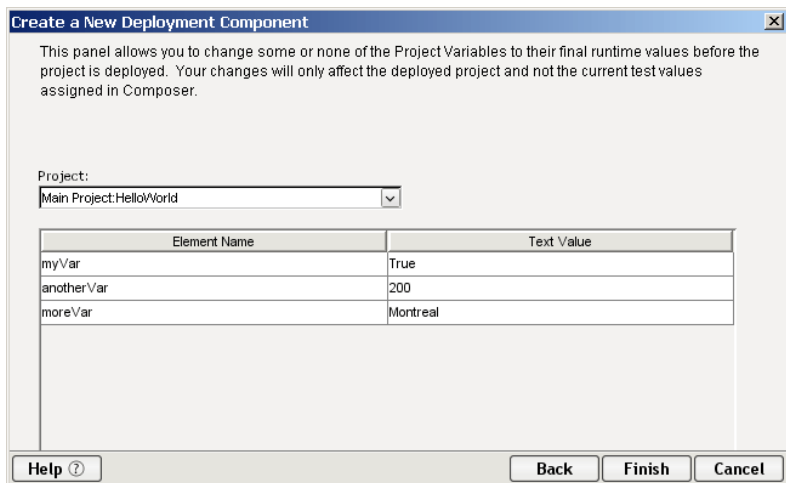 Create a New Deployment Component
This panel allows you to change some or none of the Project Variables to their final runtime values before the
project is deployed. Your changes will only affect the deployed project and not the current test values
assigned in Composer.
Project:
Main Project:HelloWorld
Element Name Text Value
myVar True
anotherVar 200
moreVar Montreal
Help ? Back Finish Cancel